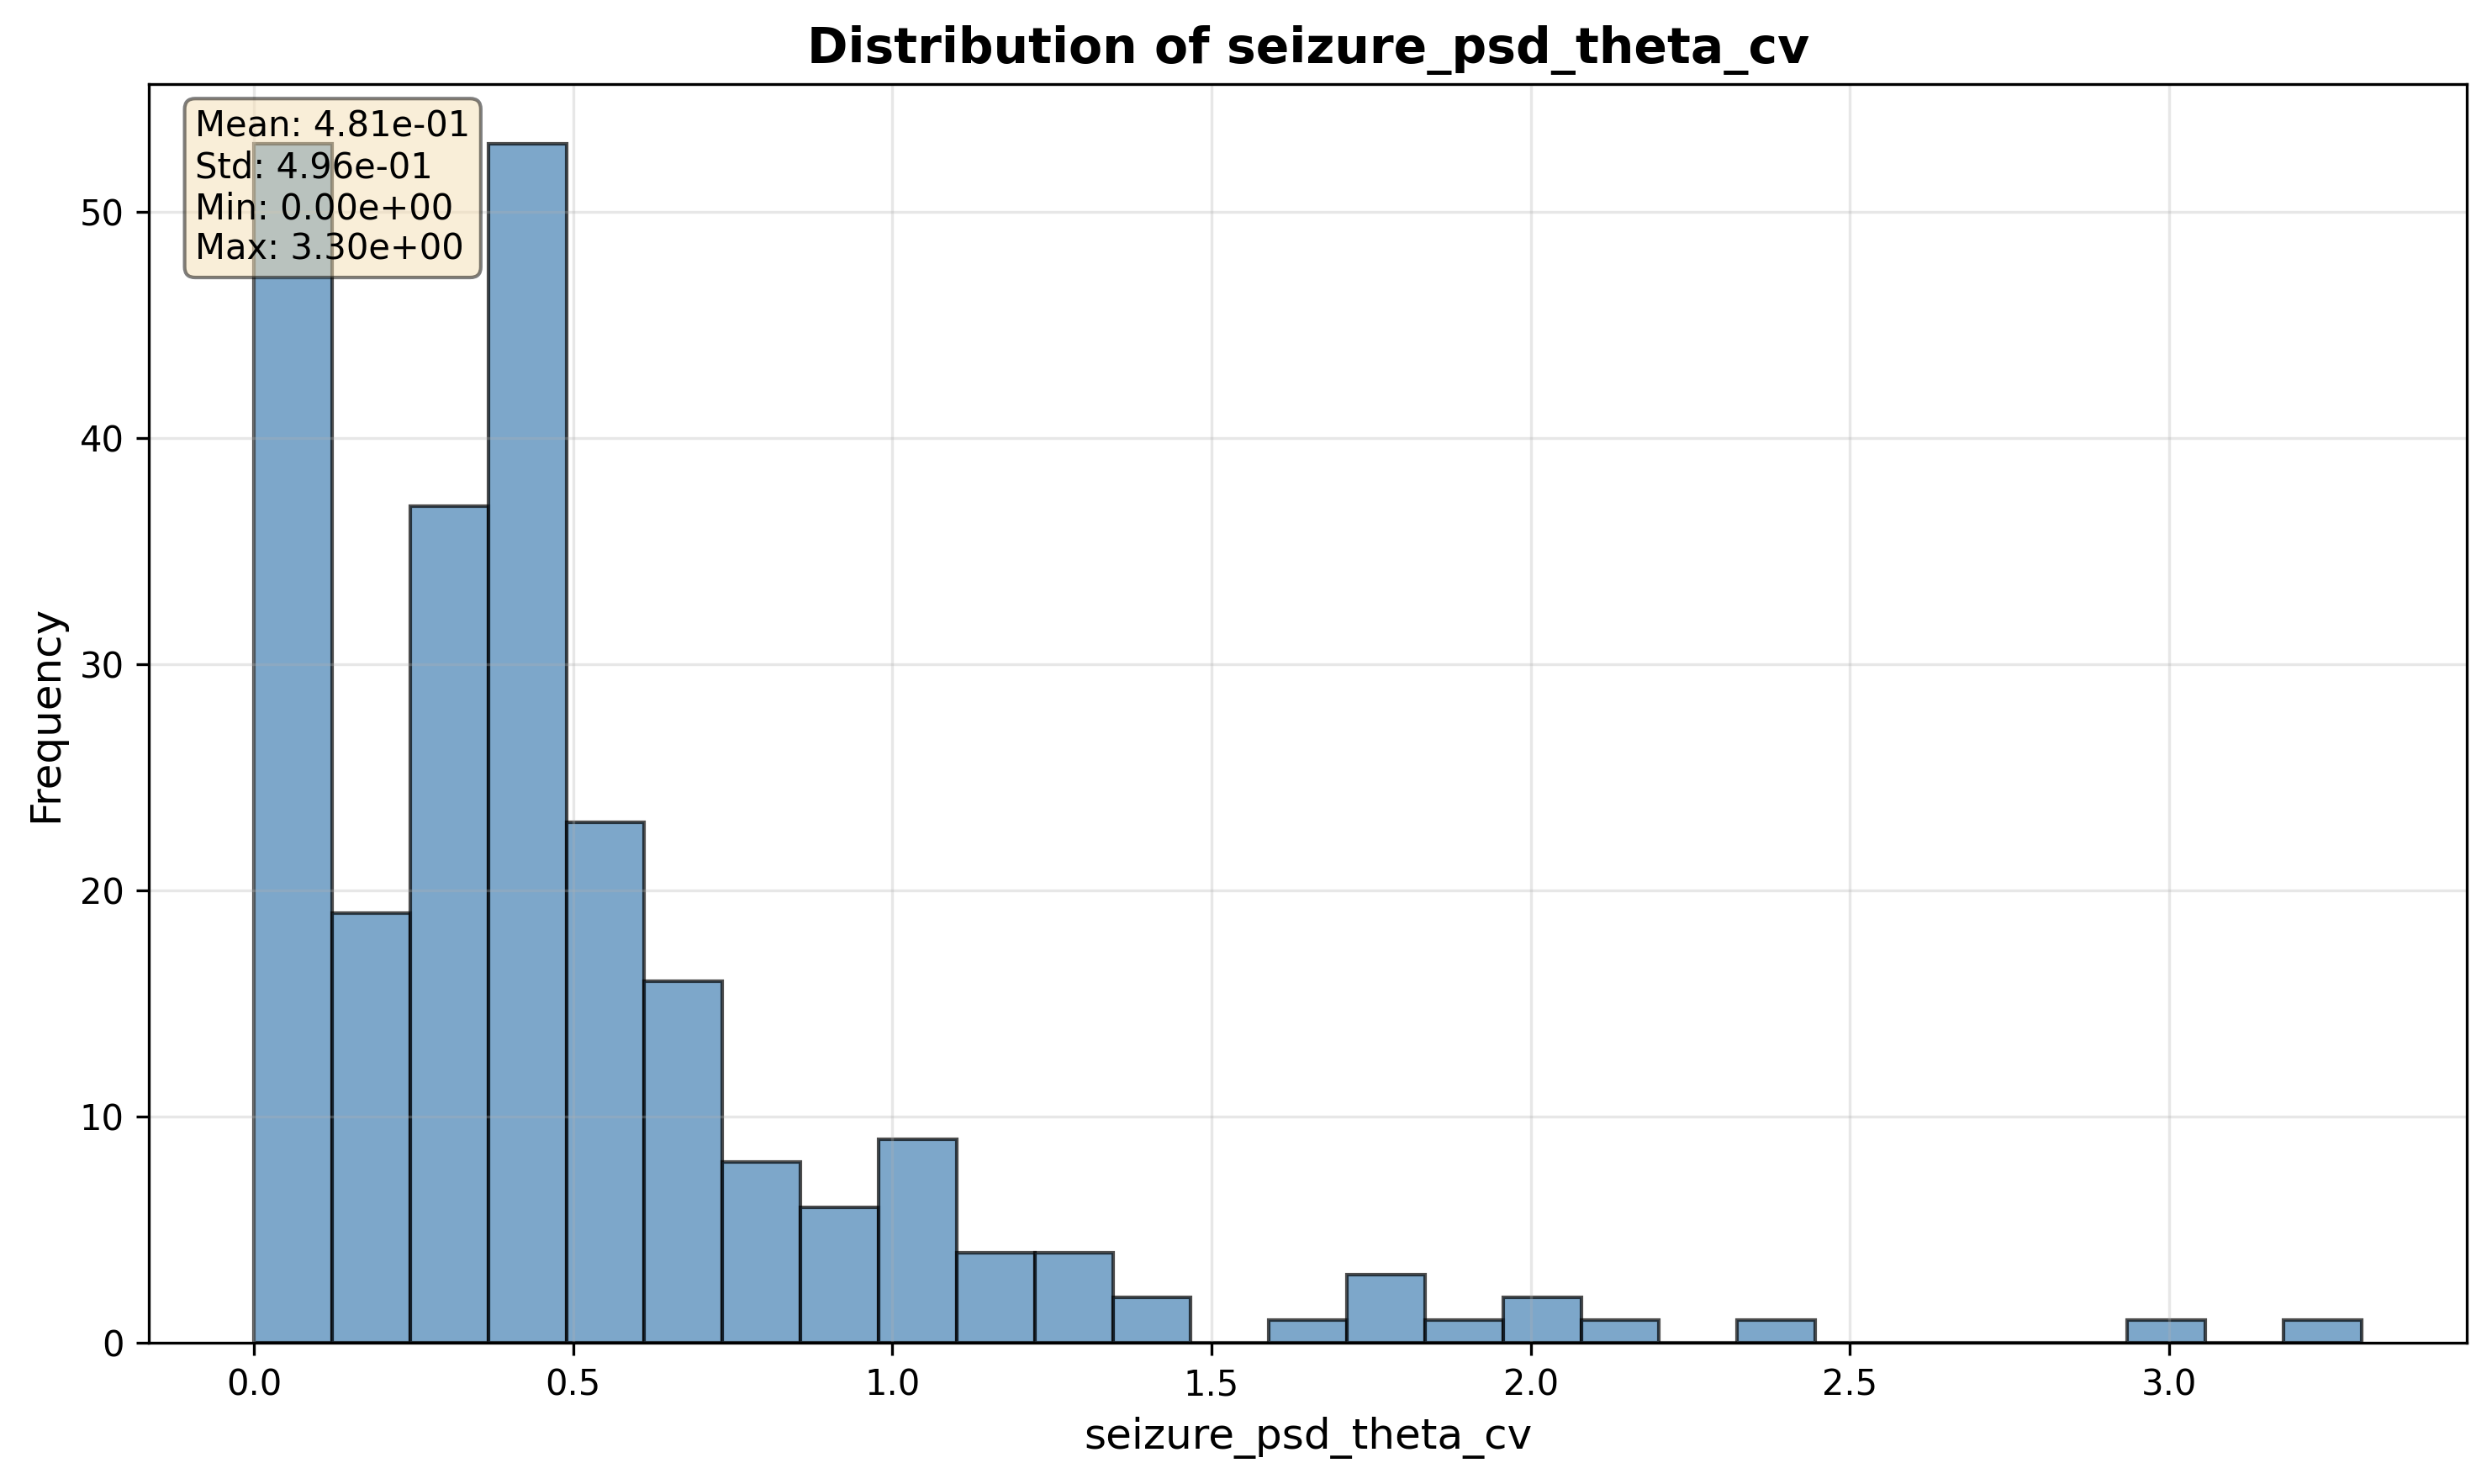 Distribution of seizure_psd_theta_cv
Mean: 4.81e-01
Std: 4.96e-01
Min: 0.00e+00
Max: 3.30e+00
50
40
30
20
10
0
Frequency
0.0 0.5 1.0 1.5 2.0 2.5 3.0
seizure_psd_theta_cv